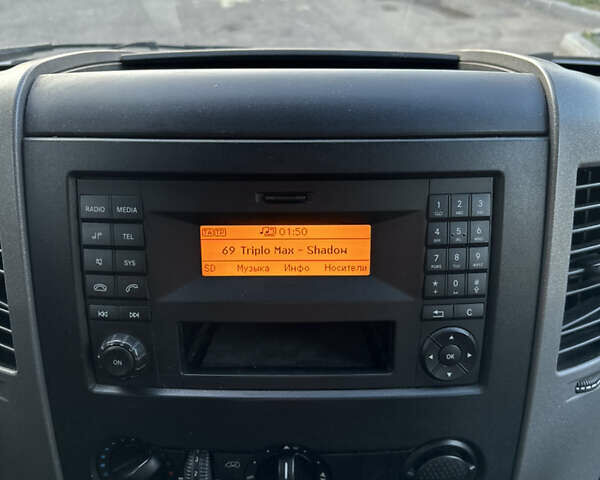 RADIO MEDIA
TEL
SYS
ON
01:50
69 Triplo Max - Shadow
SD Музыка Инфо Носители
1 2 3
4 5 6
7 8 9
* 0 #
C
OK